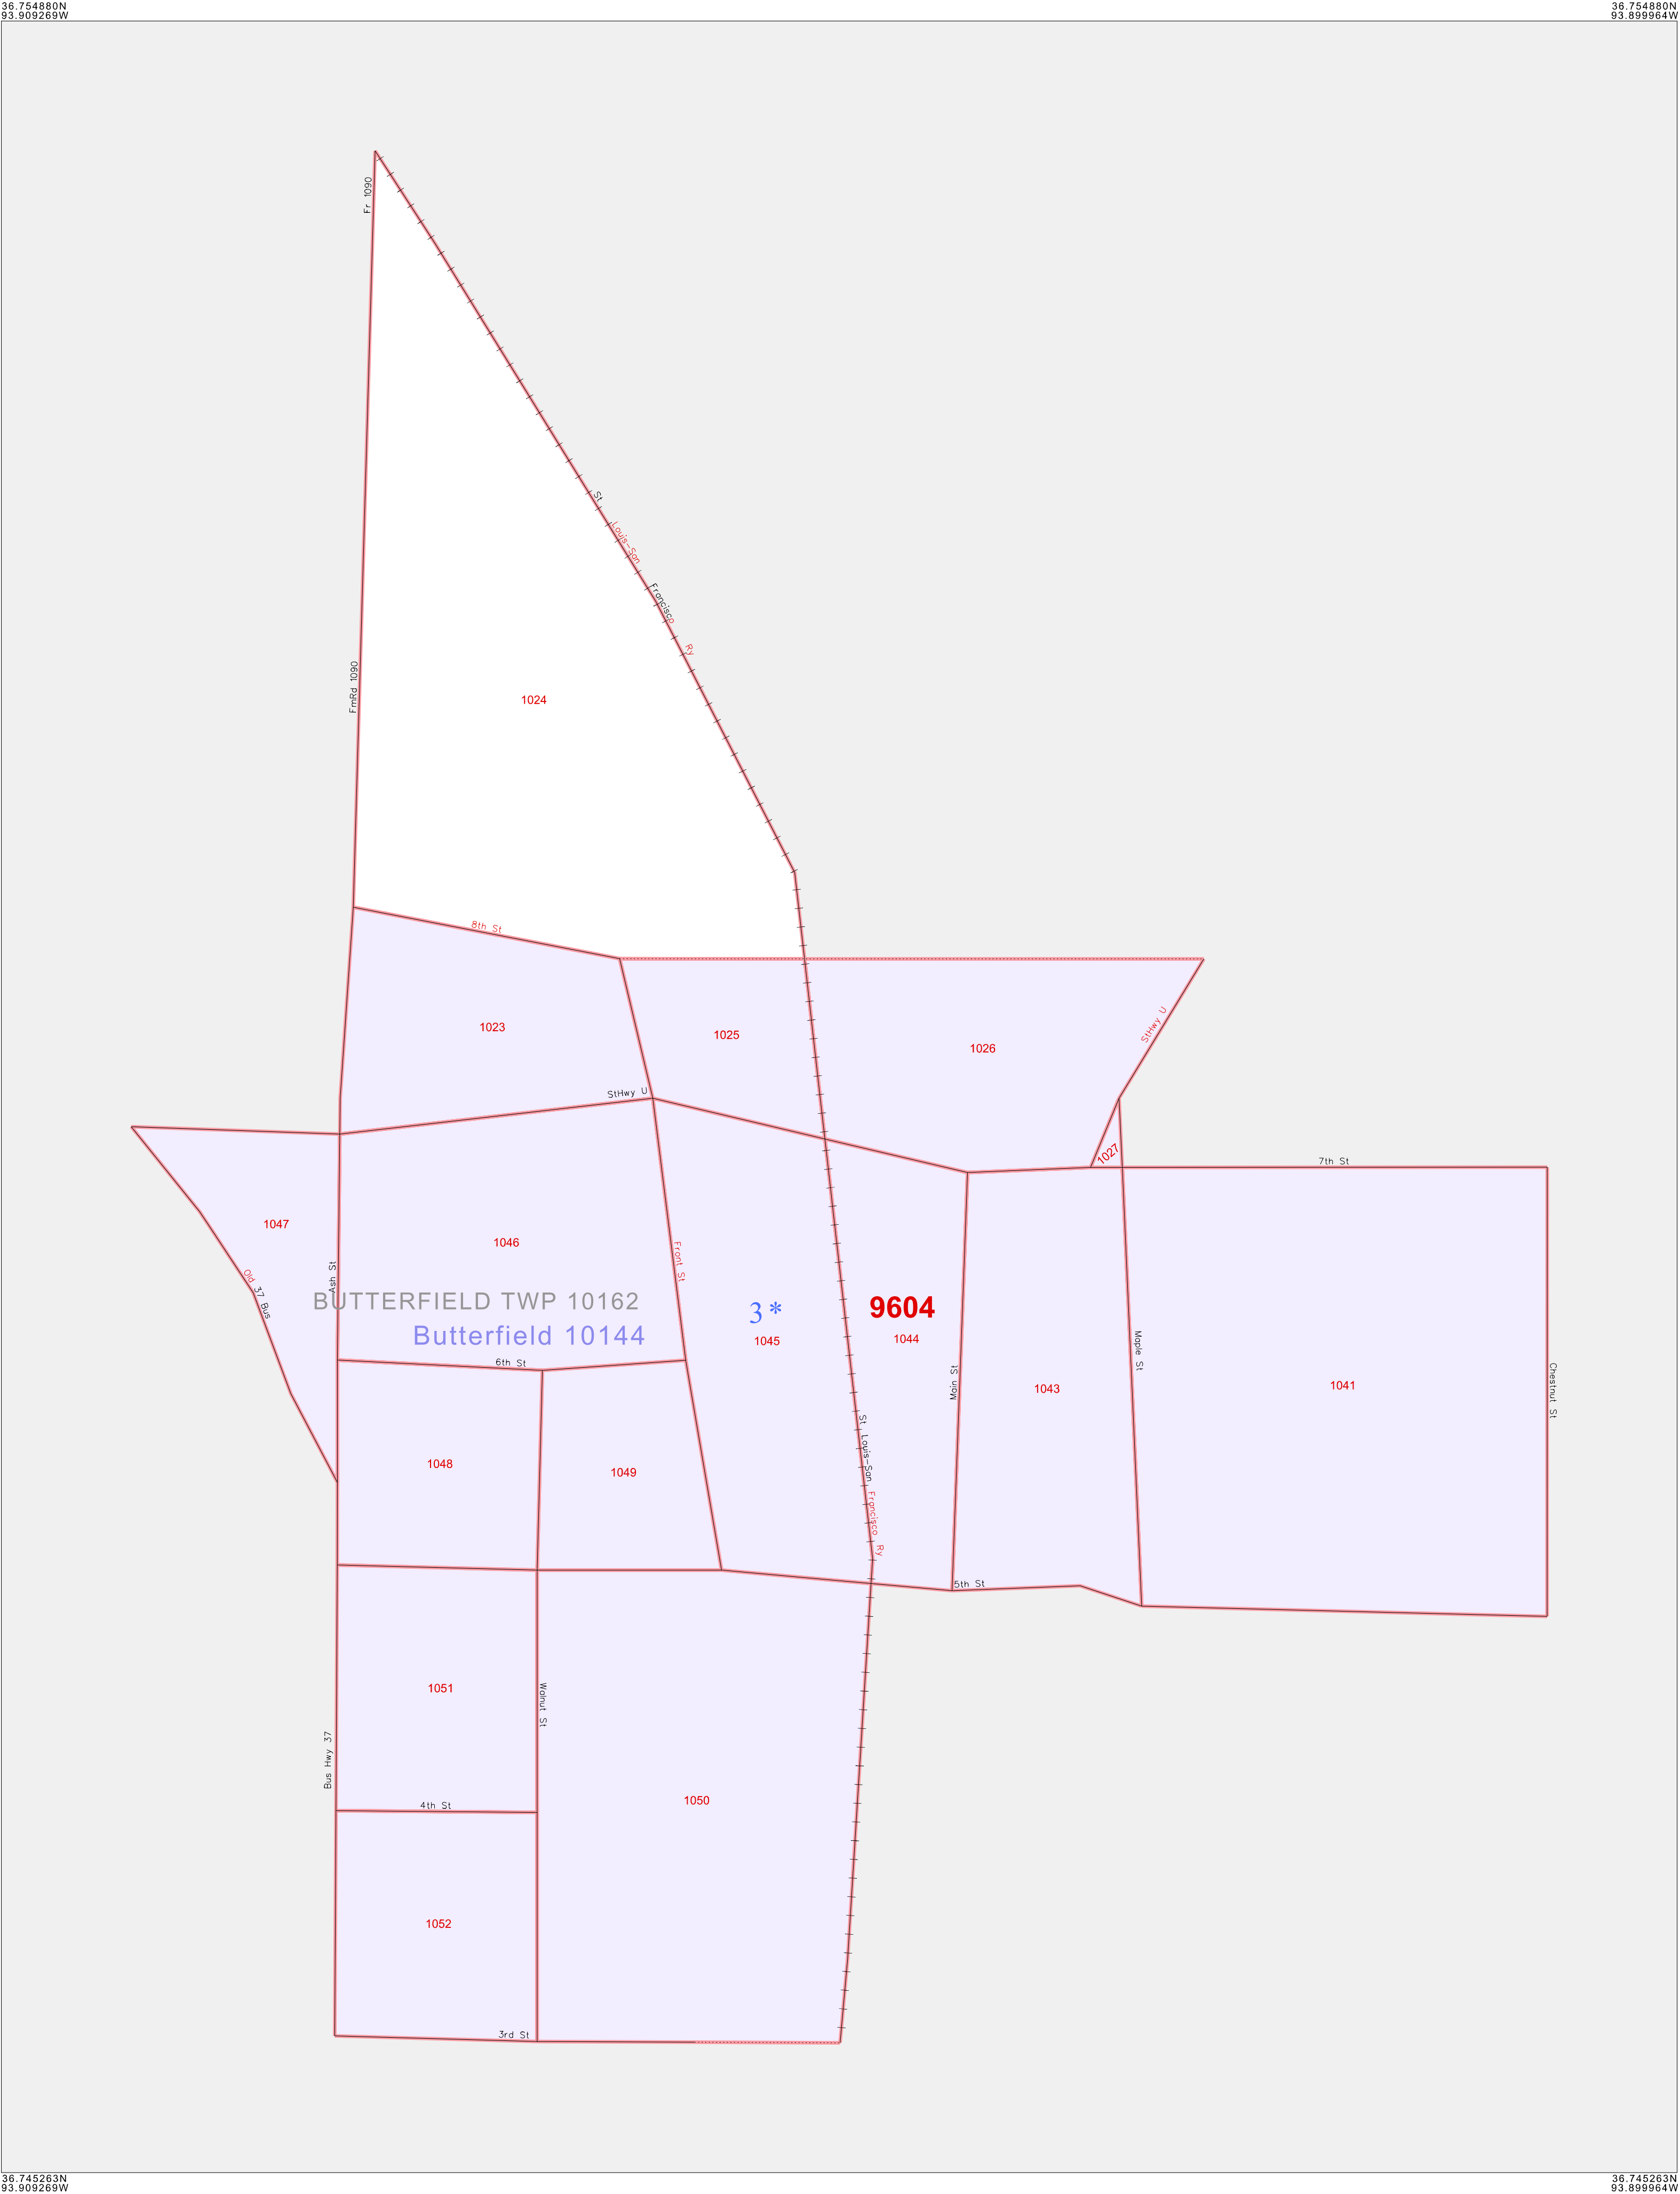 36.754880N
93.909269W
36.754880N
93.899964W
Fr 1090
St Louis-San Francisco Ry
FmRd 1090
1024
8th St
1023
1025
1026
StHwy U
StHwy U
1027
7th St
1047
1046
Old 37 Bus
Ash St
Front St
BUTTERFIELD TWP 10162
Butterfield 10144
3*
9604
1045
1044
6th St
Main St
1043
Maple St
1041
Chestnut St
1048
1049
St Louis-San Francisco Ry
5th St
1051
Walnut St
Bus Hwy 37
4th St
1050
1052
3rd St
36.745263N
93.909269W
36.745263N
93.899964W